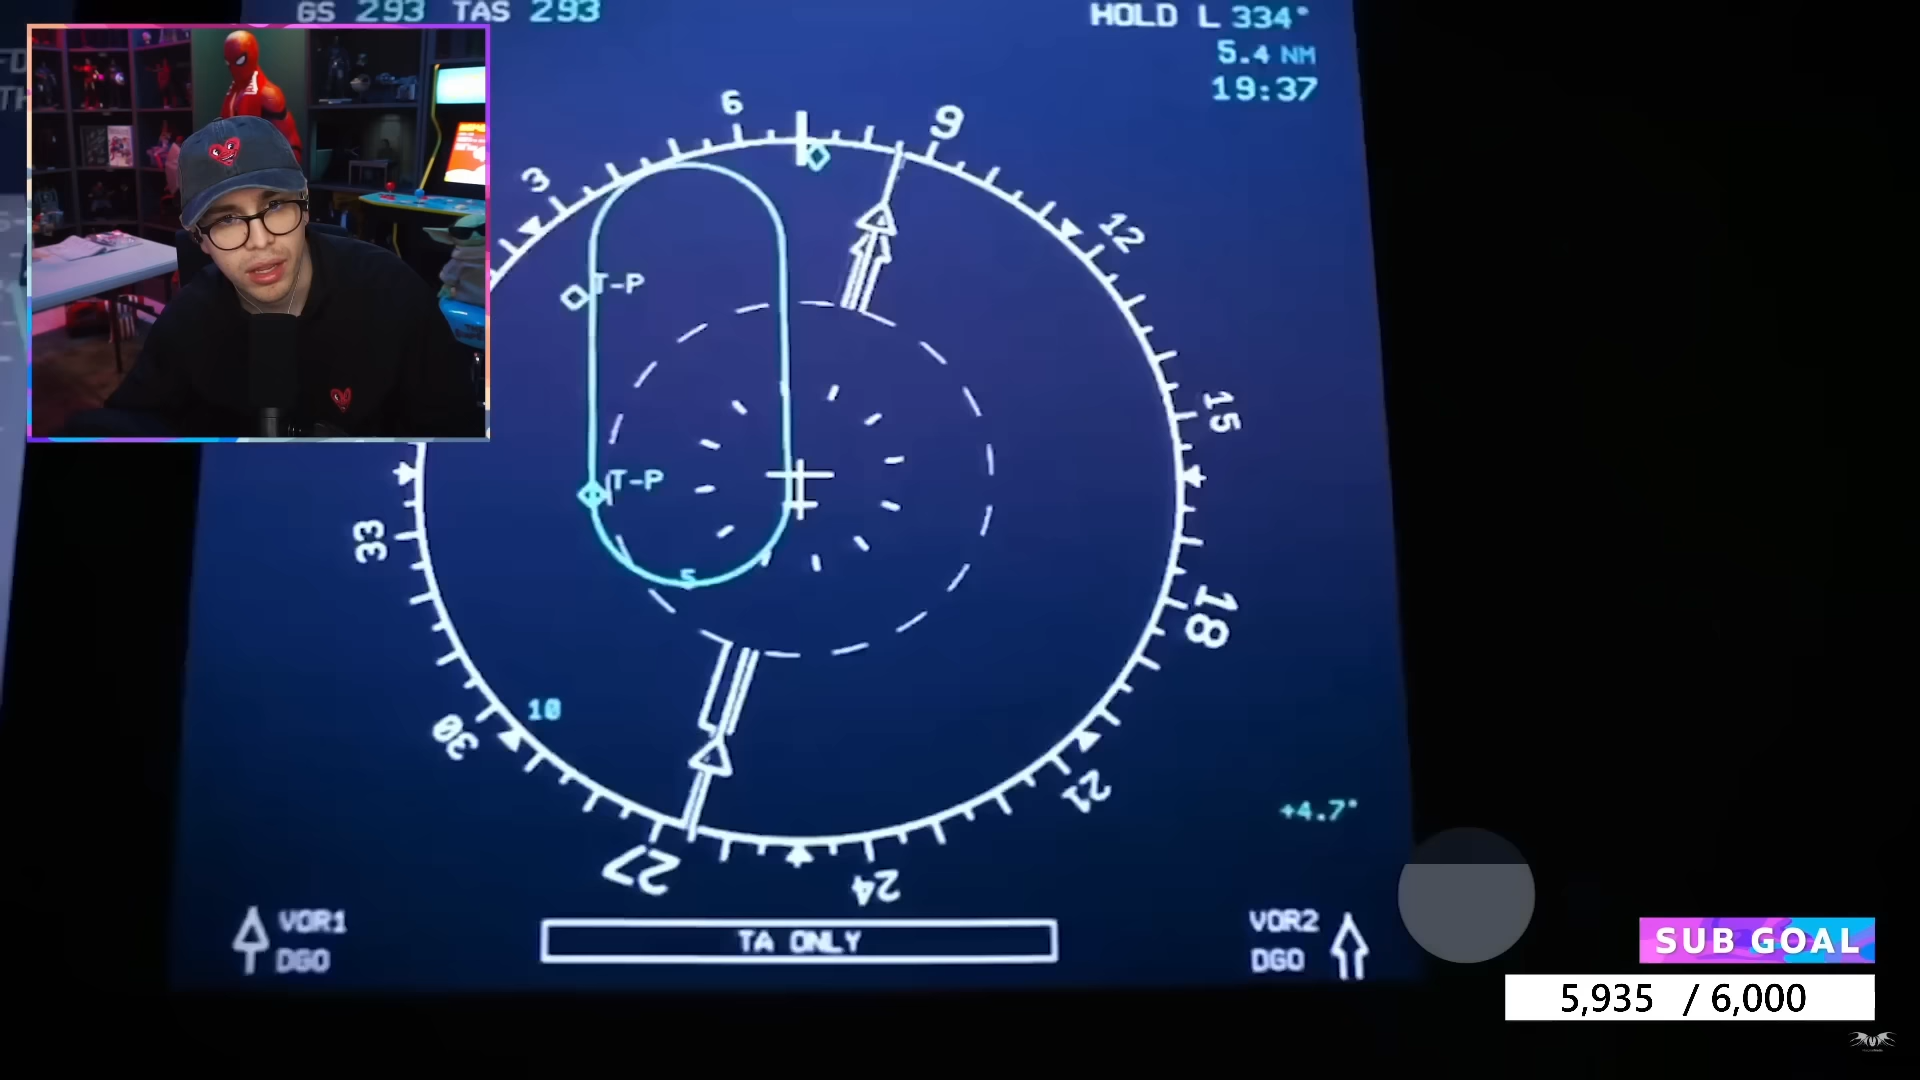 GS 293 TAS 293
HOLD L 334°
5.4 NM
19:37
3
6
9
12
15
18
21
24
27
30
33
T-P
T-P
5
10
+4.7°
VOR1
DGO
TA ONLY
VOR2
DGO
SUB GOAL
5,935 / 6,000